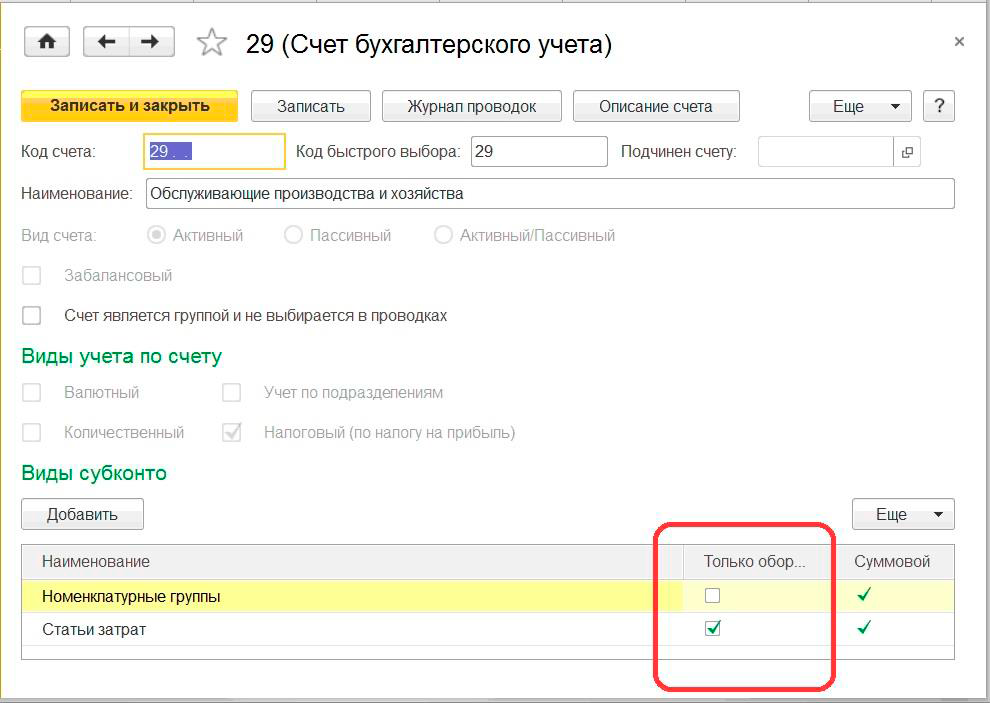 29 (Счет бухгалтерского учета)
Записать и закрыть Записать Журнал проводок Описание счета Еще ?
Код счета: 29 . . Код быстрого выбора: 29 Подчинен счету:
Наименование: Обслуживающие производства и хозяйства
Вид счета: Активный Пассивный Активный/Пассивный
Забалансовый
Счет является группой и не выбирается в проводках
Виды учета по счету
Валютный Учет по подразделениям
Количественный Налоговый (по налогу на прибыль)
Виды субконто
Добавить Еще
Наименование Только обор... Суммовой
Номенклатурные группы
Статьи затрат